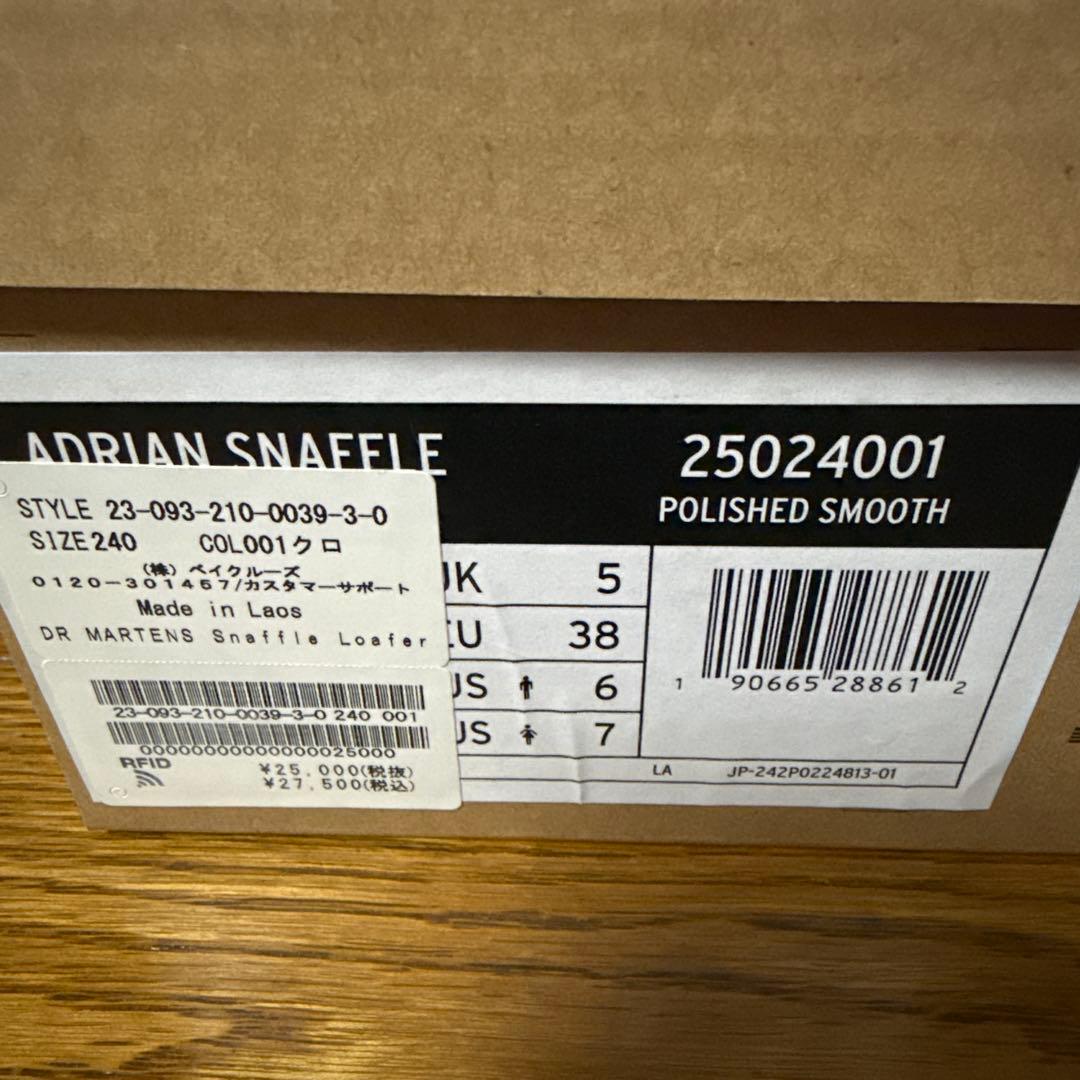 ADRIAN SNAFFLE
25024001
POLISHED SMOOTH
STYLE 23-093-210-0039-3-0
SIZE240 COL001クロ
(株) ベイクルーズ
0120-301457/カスタマーサポート
Made in Laos
DR MARTENS Snaffle Loafer
23-093-210-0039-3-0 240 001
00000000000000025000
RFID
¥25,000(税抜)
¥27,500(税込)
UK 5
EU 38
US 6
US 7
1 90665 28861 2
LA JP-242P0224813-01